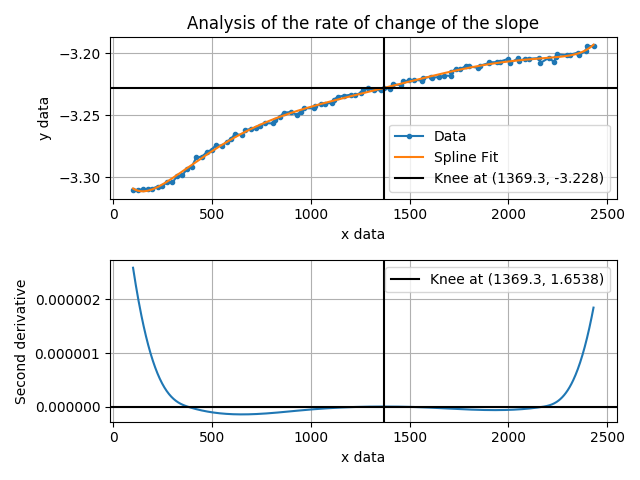 Analysis of the rate of change of the slope
−3.20
−3.25
−3.30
y data
Data
Spline Fit
Knee at (1369.3, -3.228)
0 500 1000 1500 2000 2500
x data
Knee at (1369.3, 1.6538)
0.000002
0.000001
0.000000
Second derivative
0 500 1000 1500 2000 2500
x data